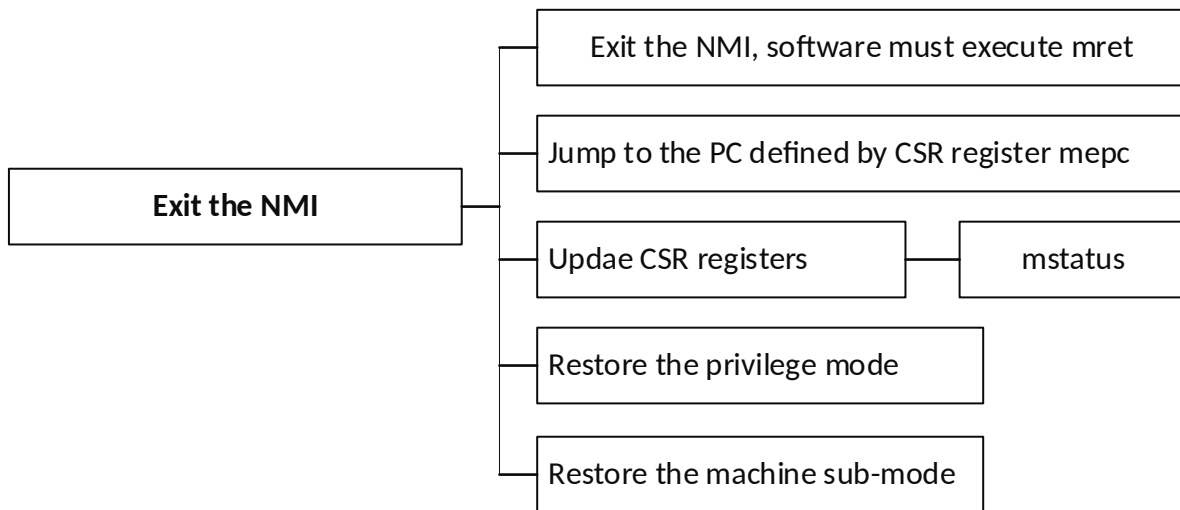 Exit the NMI, software must execute mret
Jump to the PC defined by CSR register mepc
Exit the NMI
Updae CSR registers
mstatus
Restore the privilege mode
Restore the machine sub-mode